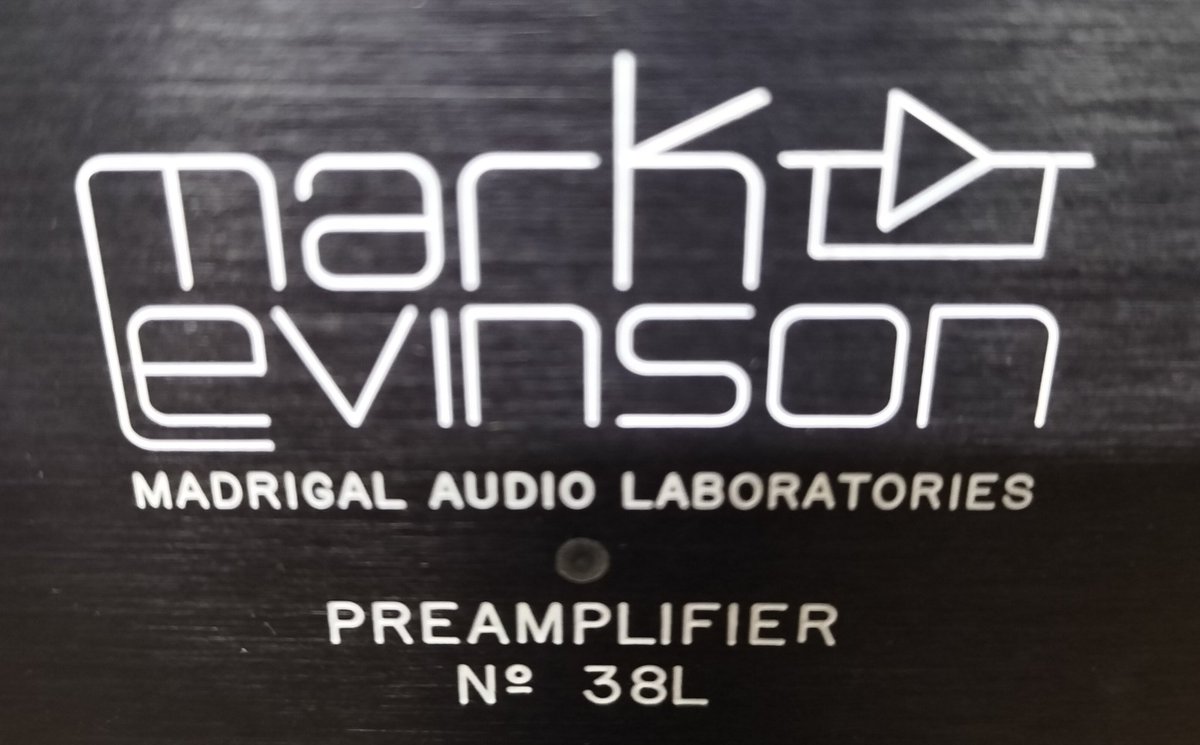 mark
Levinson
MADRIGAL AUDIO LABORATORIES
PREAMPLIFIER
Nº 38L